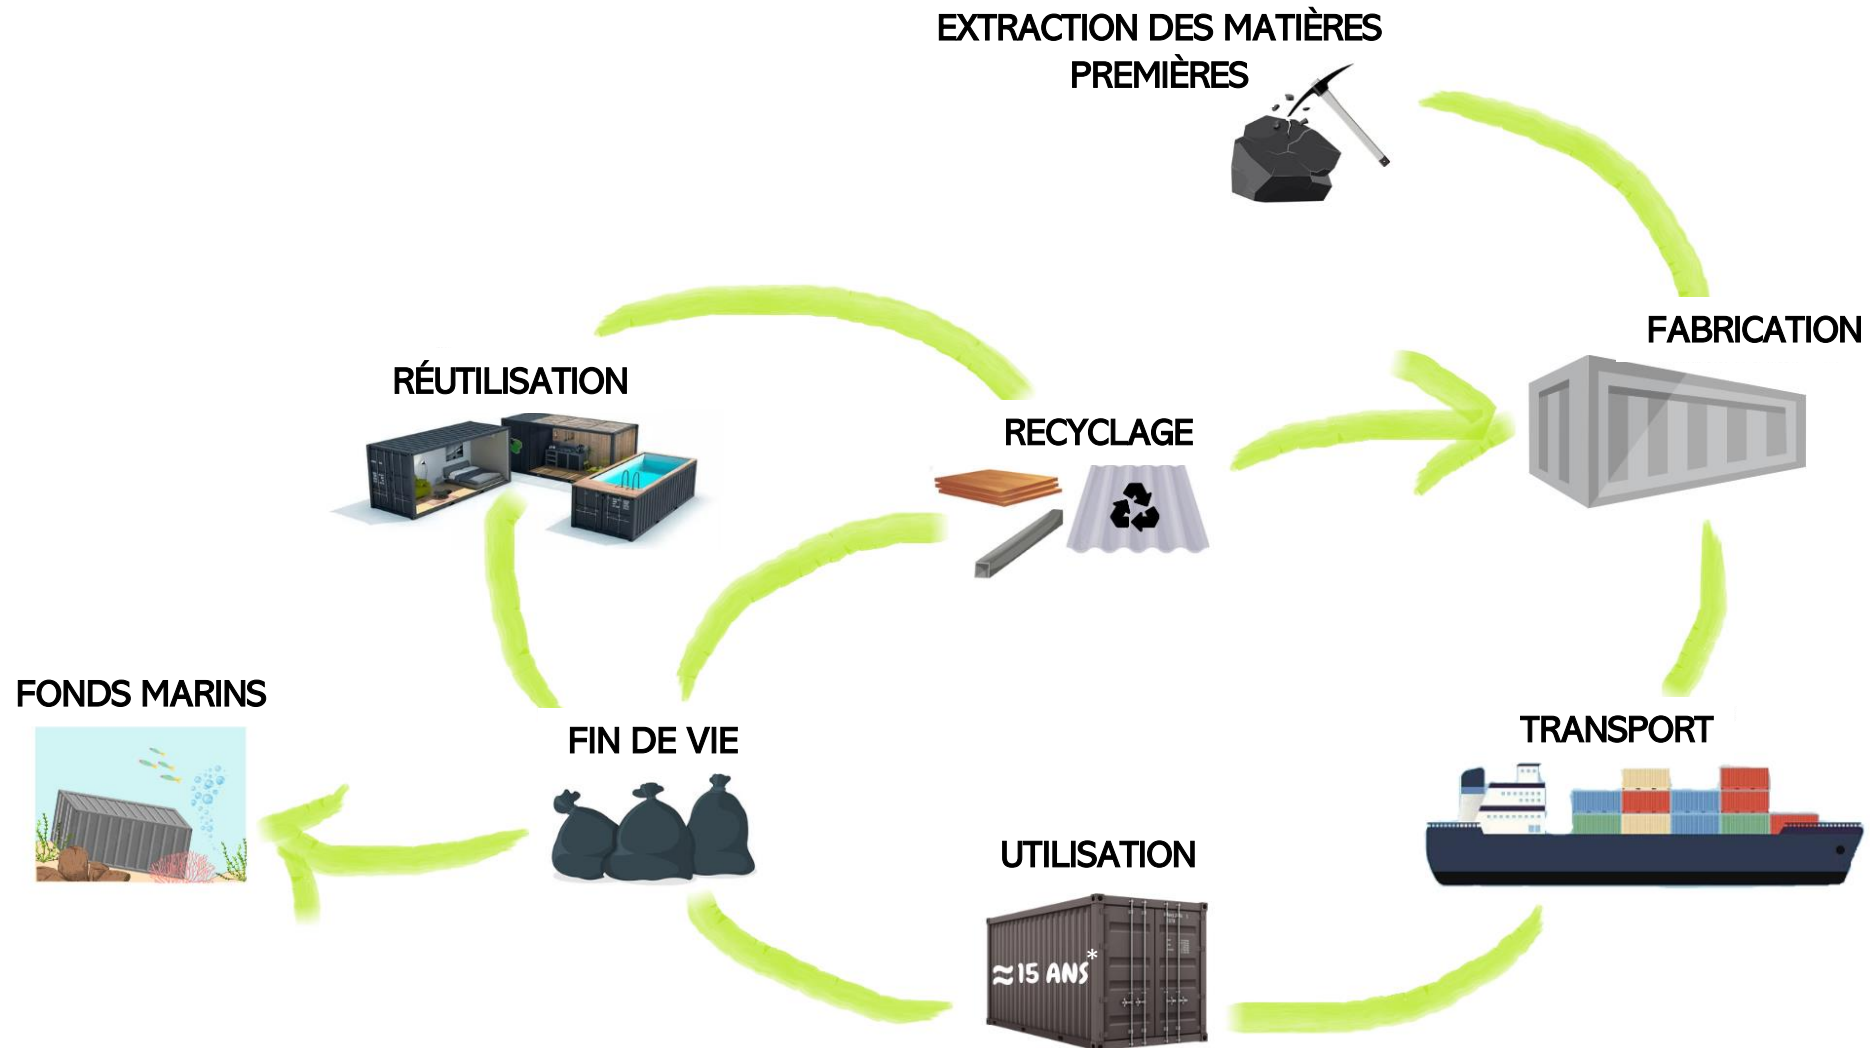 EXTRACTION DES MATIÈRES
PREMIÈRES
FABRICATION
RÉUTILISATION
RECYCLAGE
FONDS MARINS
FIN DE VIE
TRANSPORT
UTILISATION
≈15 ANS*